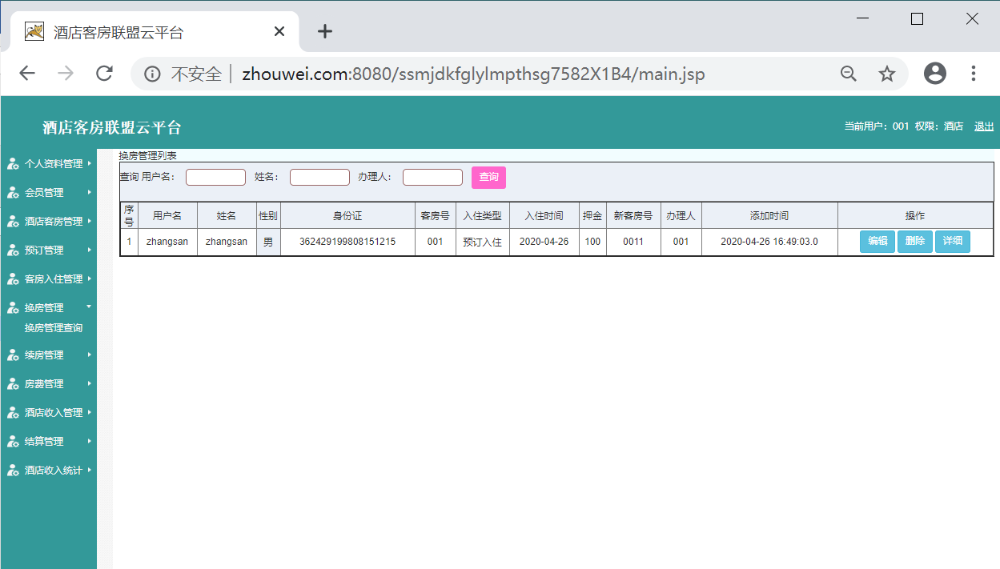 酒店客房联盟云平台
不安全 zhouwei.com:8080/ssmjdkfglylmpthsg7582X1B4/main.jsp
酒店客房联盟云平台
当前用户：001 权限：酒店 退出
个人资料管理
会员管理
酒店客房管理
预订管理
客房入住管理
换房管理
换房管理查询
续房管理
房费管理
酒店收入管理
结算管理
酒店收入统计
换房管理列表
查询 用户名： 姓名： 办理人： 查询
序号 用户名 姓名 性别 身份证 客房号 入住类型 入住时间 押金 新客房号 办理人 添加时间 操作
1 zhangsan zhangsan 男 362429199808151215 001 预订入住 2020-04-26 100 0011 001 2020-04-26 16:49:03.0 编辑 删除 详细